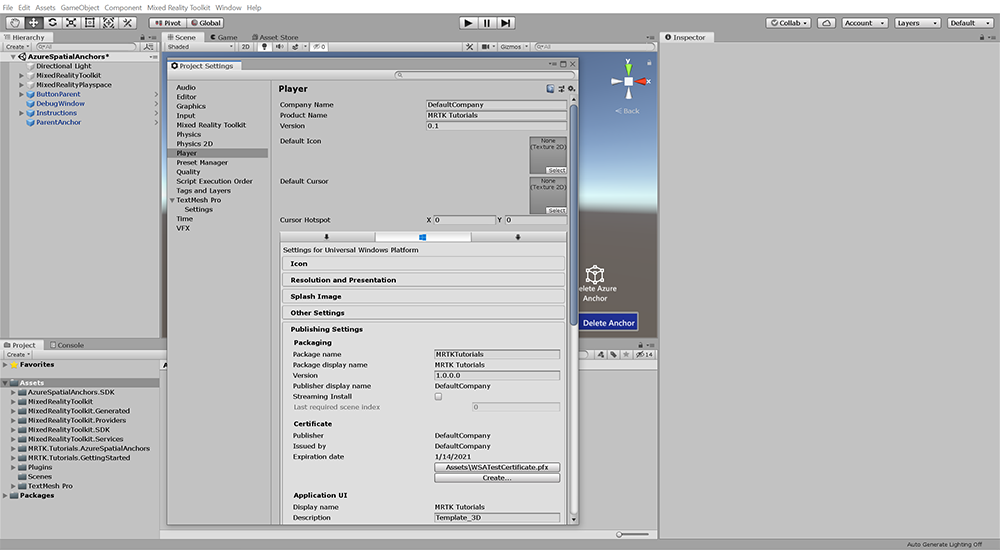 File Edit Assets GameObject Component Mixed Reality Toolkit Window Help
Pivot Global
Collab Account Layers Default
Hierarchy
Create All
AzureSpatialAnchors*
Directional Light
MixedRealityToolkit
MixedRealityPlayspace
ButtonParent
DebugWindow
Instructions
ParentAnchor
Scene Game Asset Store
Shaded 2D 0 Gizmos All
Inspector
Project Settings
Audio
Editor
Graphics
Input
Mixed Reality Toolkit
Physics
Physics 2D
Player
Preset Manager
Quality
Script Execution Order
Tags and Layers
TextMesh Pro
Settings
Time
VFX
Player
Company Name DefaultCompany
Product Name MRTK Tutorials
Version 0.1
Default Icon
None
(Texture 2D)
Select
Default Cursor
None
(Texture 2D)
Select
Cursor Hotspot X 0 Y 0
Settings for Universal Windows Platform
Icon
Resolution and Presentation
Splash Image
Other Settings
Publishing Settings
Packaging
Package name MRTKTutorials
Package display name MRTK Tutorials
Version 1.0.0.0
Publisher display name DefaultCompany
Streaming Install
Last required scene index 0
Certificate
Publisher DefaultCompany
Issued by DefaultCompany
Expiration date 1/14/2021
Assets\WSATestCertificate.pfx
Create...
Application UI
Display name MRTK Tutorials
Description Template_3D
y
x
Back
elete Azure
Anchor
Delete Anchor
Project Console
Create
14
Favorites
Assets
AzureSpatialAnchors.SDK
MixedRealityToolkit
MixedRealityToolkit.Generated
MixedRealityToolkit.Providers
MixedRealityToolkit.SDK
MixedRealityToolkit.Services
MRTK.Tutorials.AzureSpatialAnchors
MRTK.Tutorials.GettingStarted
Plugins
Scenes
TextMesh Pro
Packages
A
Auto Generate Lighting Off